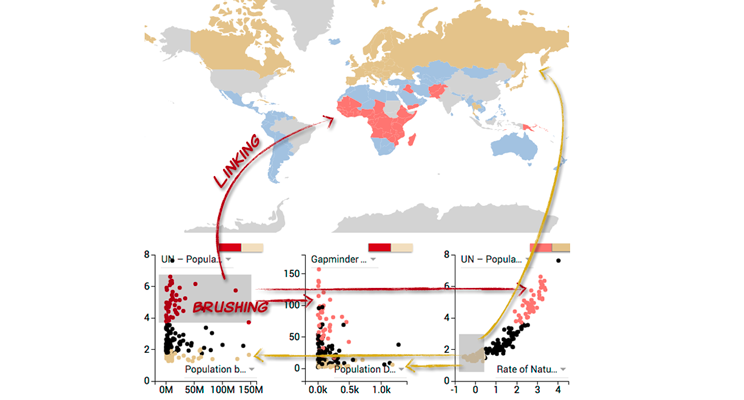 LINKING
UN – Popula...
Gapminder ...
UN – Popula...
8
6
4
2
0
BRUSHING
Population b...
0M 50M 100M 150M
150
100
50
0
Population D...
0.0k 0.5k 1.0k
8
6
4
2
0
Rate of Natu...
-1 0 1 2 3 4